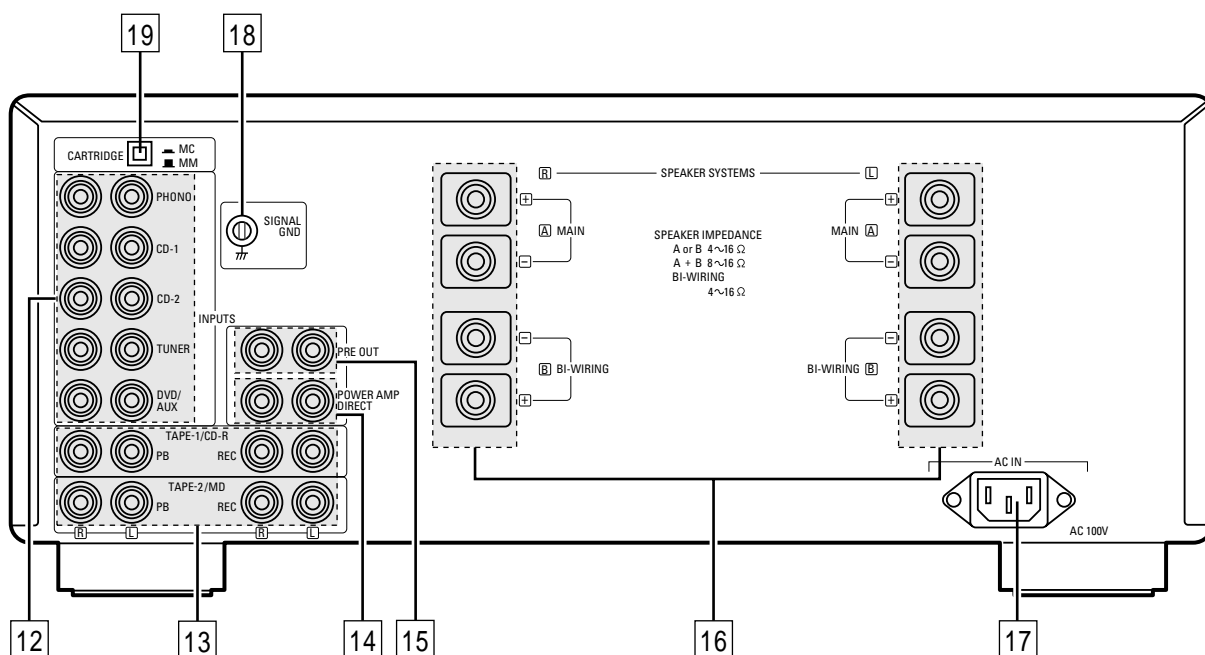 19
18
CARTRIDGE
MC
MM
PHONO
CD-1
CD-2
TUNER
DVD/
AUX
INPUTS
SIGNAL
GND
PRE OUT
POWER AMP
DIRECT
TAPE-1/CD-R
PB
REC
TAPE-2/MD
PB
REC
R
L
R
L
R
SPEAKER SYSTEMS
L
+
A MAIN
−
−
B BI-WIRING
+
SPEAKER IMPEDANCE
A or B 4～16 Ω
A + B 8～16 Ω
BI-WIRING
4～16 Ω
+
MAIN A
−
−
BI-WIRING B
+
AC IN
AC 100V
12
13
14
15
16
17